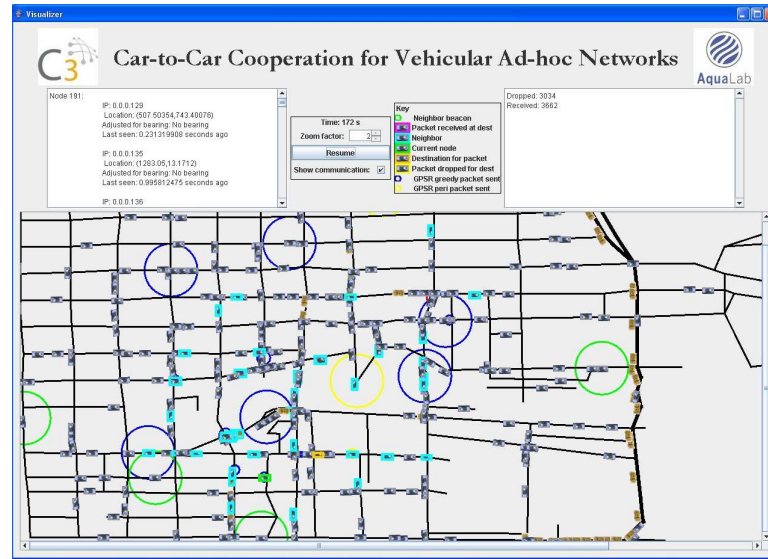 Visualizer
C3
Car-to-Car Cooperation for Vehicular Ad-hoc Networks
AquaLab
Node 191:
IP: 0.0.0.129
Location: (507.50354,743.40076)
Adjusted for bearing: No bearing
Last seen: 0.231319908 seconds ago
IP: 0.0.0.135
Location: (1283.05,13.1712)
Adjusted for bearing: No bearing
Last seen: 0.995812475 seconds ago
IP: 0.0.0.136
Time: 172 s
Zoom factor: 2
Resume
Show communication:
Key
Neighbor beacon
Packet received at dest
Neighbor
Current node
Destination for packet
Packet dropped for dest
GPSR greedy packet sent
GPSR peri packet sent
Dropped: 3034
Received: 3662